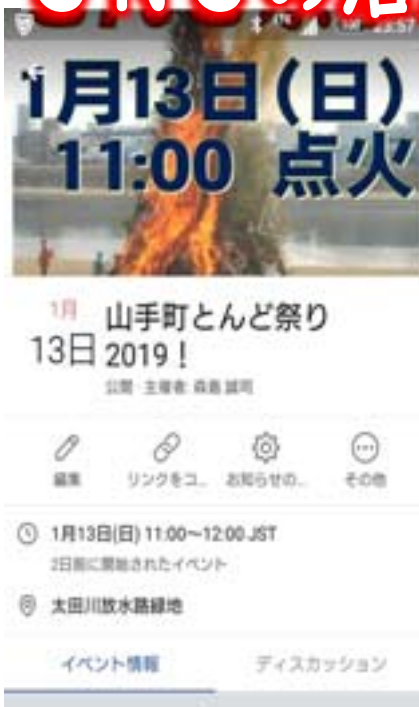 23:57
1月13日(日)
11:00 点火
1月
13日
山手町とんど祭り
2019！
公開·主催者:森島 誠司
編集
リンクをコ...
お知らせの...
その他
1月13日(日) 11:00～12:00 JST
2日前に開始されたイベント
太田川放水路緑地
イベント情報
ディスカッション